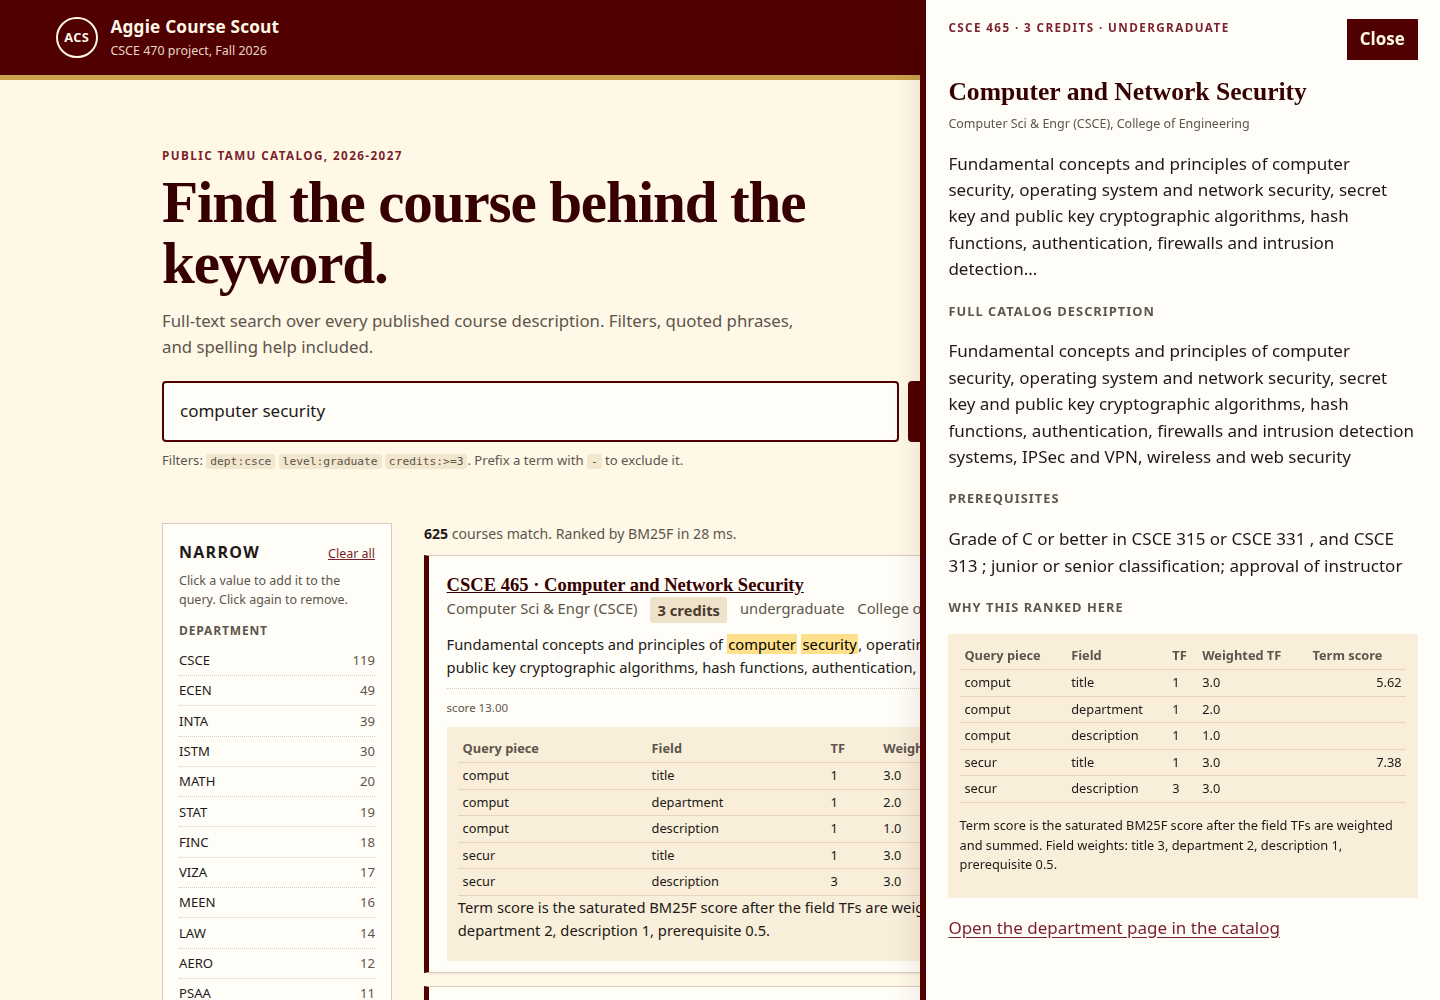 ACS
Aggie Course Scout
CSCE 470 project, Fall 2026
PUBLIC TAMU CATALOG, 2026-2027
Find the course behind the
keyword.
Full-text search over every published course description. Filters, quoted phrases,
and spelling help included.
computer security
Filters: dept:csce level:graduate credits:>=3. Prefix a term with - to exclude it.
NARROW
Clear all
Click a value to add it to the
query. Click again to remove.
DEPARTMENT
CSCE 119
ECEN 49
INTA 39
ISTM 30
MATH 20
STAT 19
FINC 18
VIZA 17
MEEN 16
LAW 14
AERO 12
PSAA 11
625 courses match. Ranked by BM25F in 28 ms.
CSCE 465 · Computer and Network Security
Computer Sci & Engr (CSCE) 3 credits undergraduate College
Fundamental concepts and principles of computer security,
public key cryptographic algorithms, hash functions, authentication,
score 13.00
Query piece Field TF
comput title 1 3.0
comput department 1 2.0
comput description 1 1.0
secur title 1 3.0
secur description 3 3.0
Term score is the saturated BM25F score after the field TFs are
department 2, description 1, prerequisite 0.5.
CSCE 465 · 3 CREDITS · UNDERGRADUATE
Close
Computer and Network Security
Computer Sci & Engr (CSCE), College of Engineering
Fundamental concepts and principles of computer
security, operating system and network security, secret
key and public key cryptographic algorithms, hash
functions, authentication, firewalls and intrusion
detection...
FULL CATALOG DESCRIPTION
Fundamental concepts and principles of computer
security, operating system and network security, secret
key and public key cryptographic algorithms, hash
functions, authentication, firewalls and intrusion detection
systems, IPSec and VPN, wireless and web security
PREREQUISITES
Grade of C or better in CSCE 315 or CSCE 331 , and CSCE
313 ; junior or senior classification; approval of instructor
WHY THIS RANKED HERE
Query piece Field TF Weighted TF Term score
comput title 1 3.0 5.62
comput department 1 2.0
comput description 1 1.0
secur title 1 3.0 7.38
secur description 3 3.0
Term score is the saturated BM25F score after the field TFs are weighted
and summed. Field weights: title 3, department 2, description 1,
prerequisite 0.5.
Open the department page in the catalog